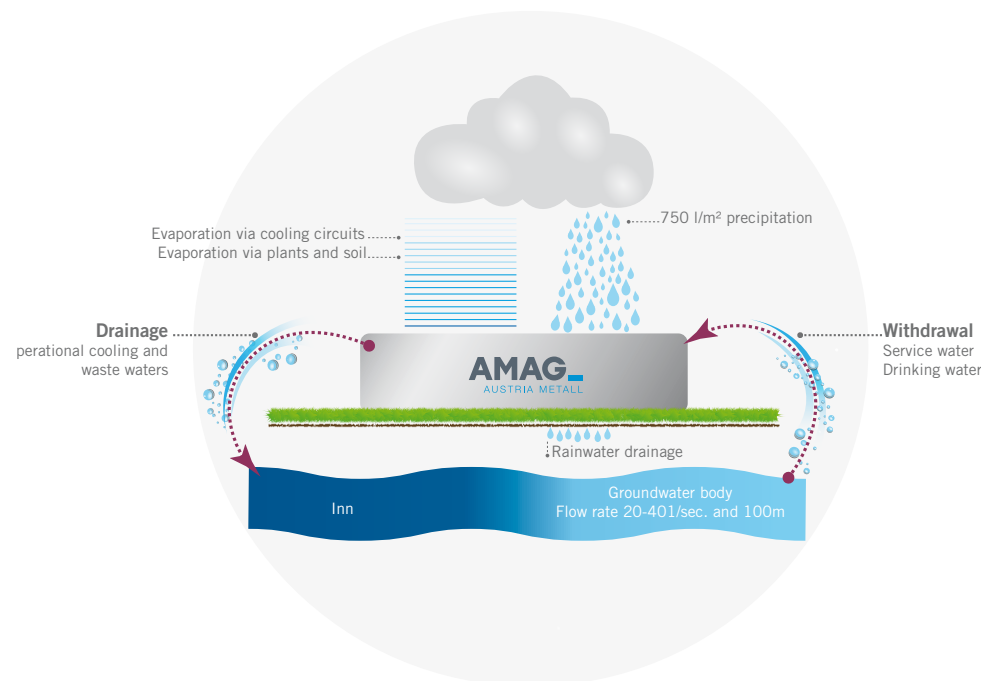 750 l/m² precipitation
Evaporation via cooling circuits
Evaporation via plants and soil
Drainage
perational cooling and
waste waters
Withdrawal
Service water
Drinking water
AMAG
AUSTRIA METALL
Rainwater drainage
Inn
Groundwater body
Flow rate 20-401/sec. and 100m